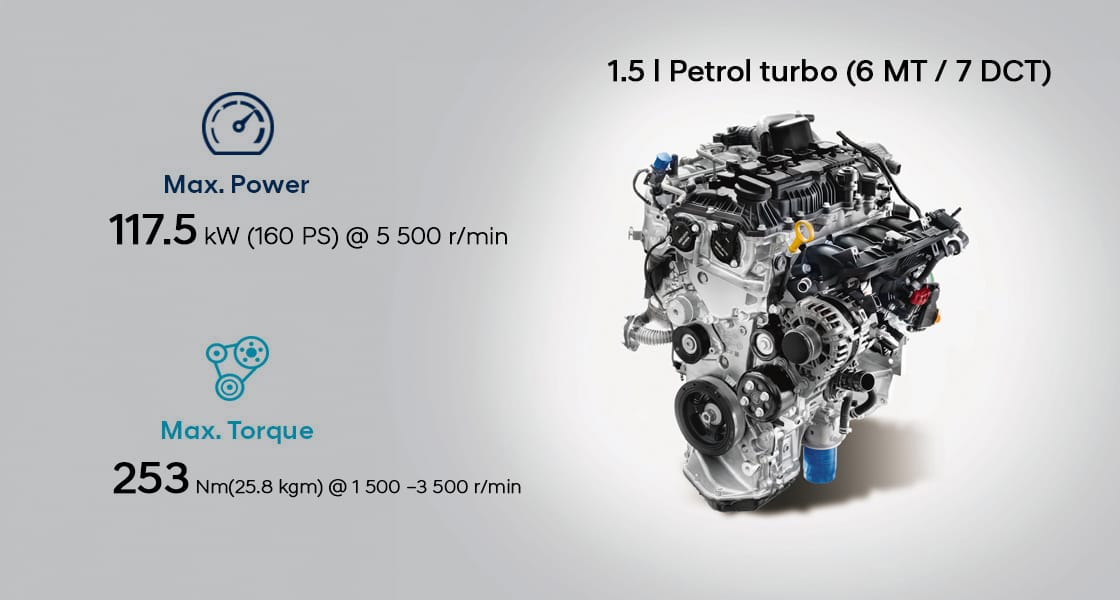 1.5 l Petrol turbo (6 MT / 7 DCT)
Max. Power
117.5 kW (160 PS) @ 5 500 r/min
Max. Torque
253 Nm(25.8 kgm) @ 1 500 –3 500 r/min